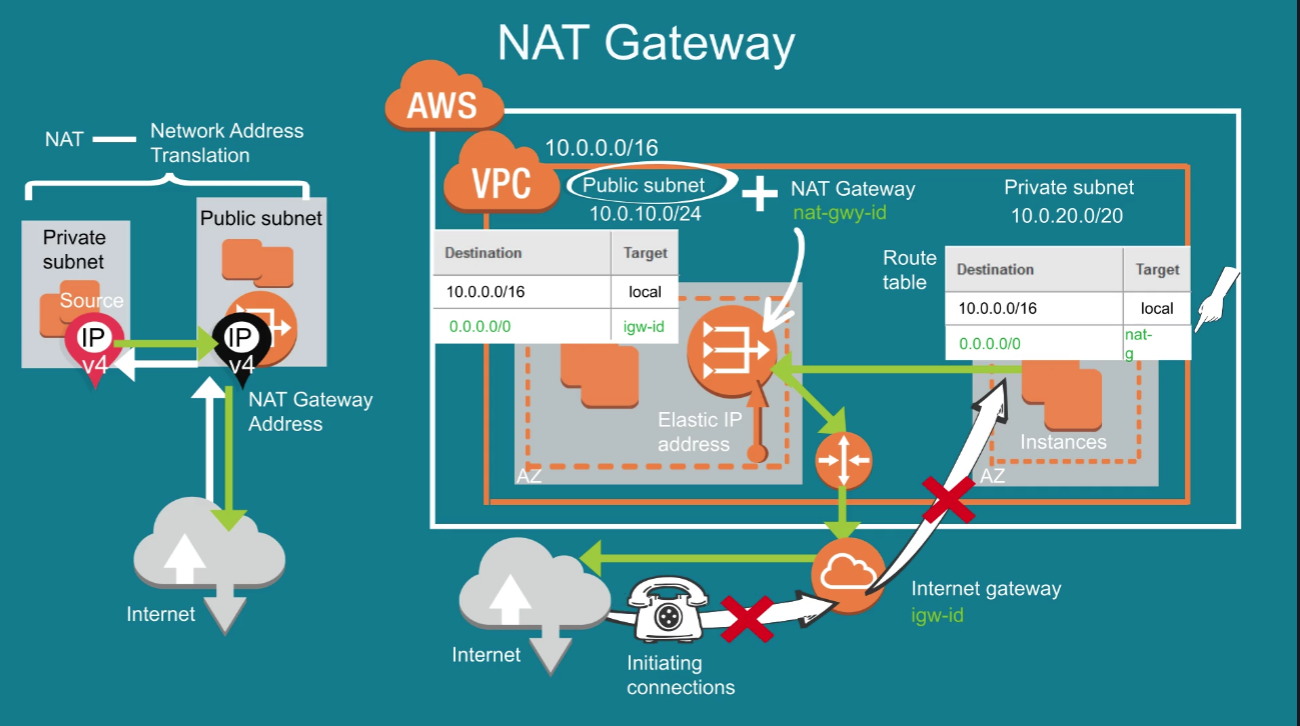 NAT Gateway
NAT
Network Address
Translation
Private
subnet
Source
IP
v4
Public subnet
IP
v4
NAT Gateway
Address
Internet
AWS
VPC
10.0.0.0/16
Public subnet
10.0.10.0/24
NAT Gateway
nat-gwy-id
Private subnet
10.0.20.0/20
Destination Target
10.0.0.0/16 local
0.0.0.0/0 igw-id
Route
table
Destination Target
10.0.0.0/16 local
0.0.0.0/0 nat-
g
Elastic IP
address
AZ
Instances
AZ
Internet gateway
igw-id
Internet
Initiating
connections